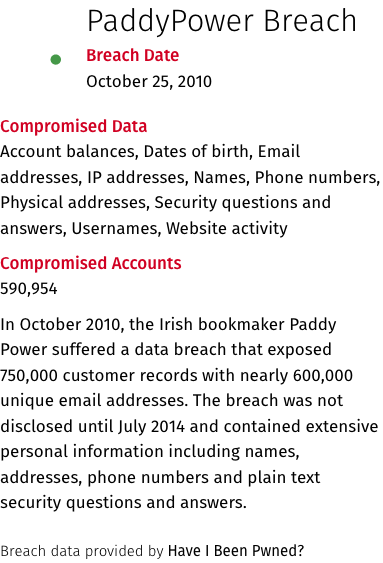 PaddyPower Breach
Breach Date
October 25, 2010
Compromised Data
Account balances, Dates of birth, Email
addresses, IP addresses, Names, Phone numbers,
Physical addresses, Security questions and
answers, Usernames, Website activity
Compromised Accounts
590,954
In October 2010, the Irish bookmaker Paddy
Power suffered a data breach that exposed
750,000 customer records with nearly 600,000
unique email addresses. The breach was not
disclosed until July 2014 and contained extensive
personal information including names,
addresses, phone numbers and plain text
security questions and answers.
Breach data provided by Have I Been Pwned?